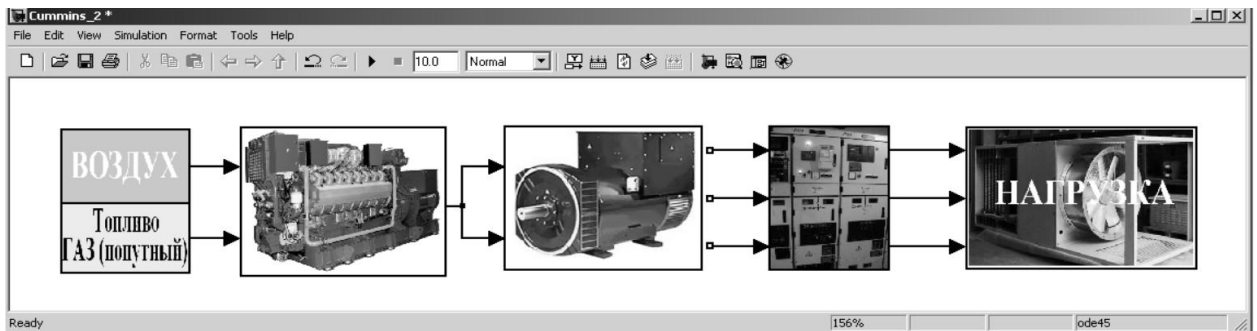 Cummins_2 *
File Edit View Simulation Format Tools Help
10.0 Normal
ВОЗДУХ
Топливо
ГАЗ (попутный)
НАГРУЗКА
Ready 156% ode45